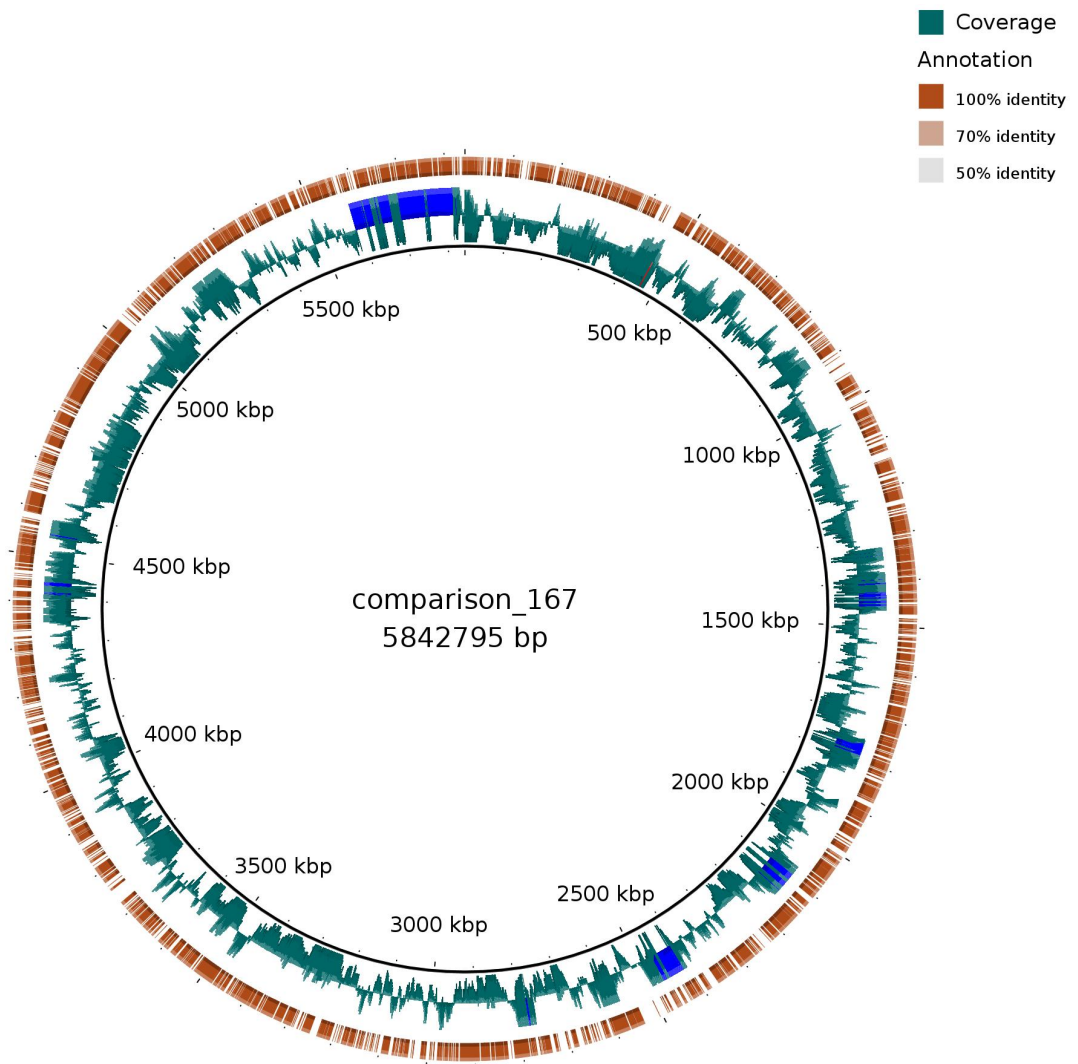 Coverage
Annotation
100% identity
70% identity
50% identity
5500 kbp
500 kbp
5000 kbp
1000 kbp
4500 kbp
comparison_167
5842795 bp
1500 kbp
4000 kbp
2000 kbp
3500 kbp
2500 kbp
3000 kbp